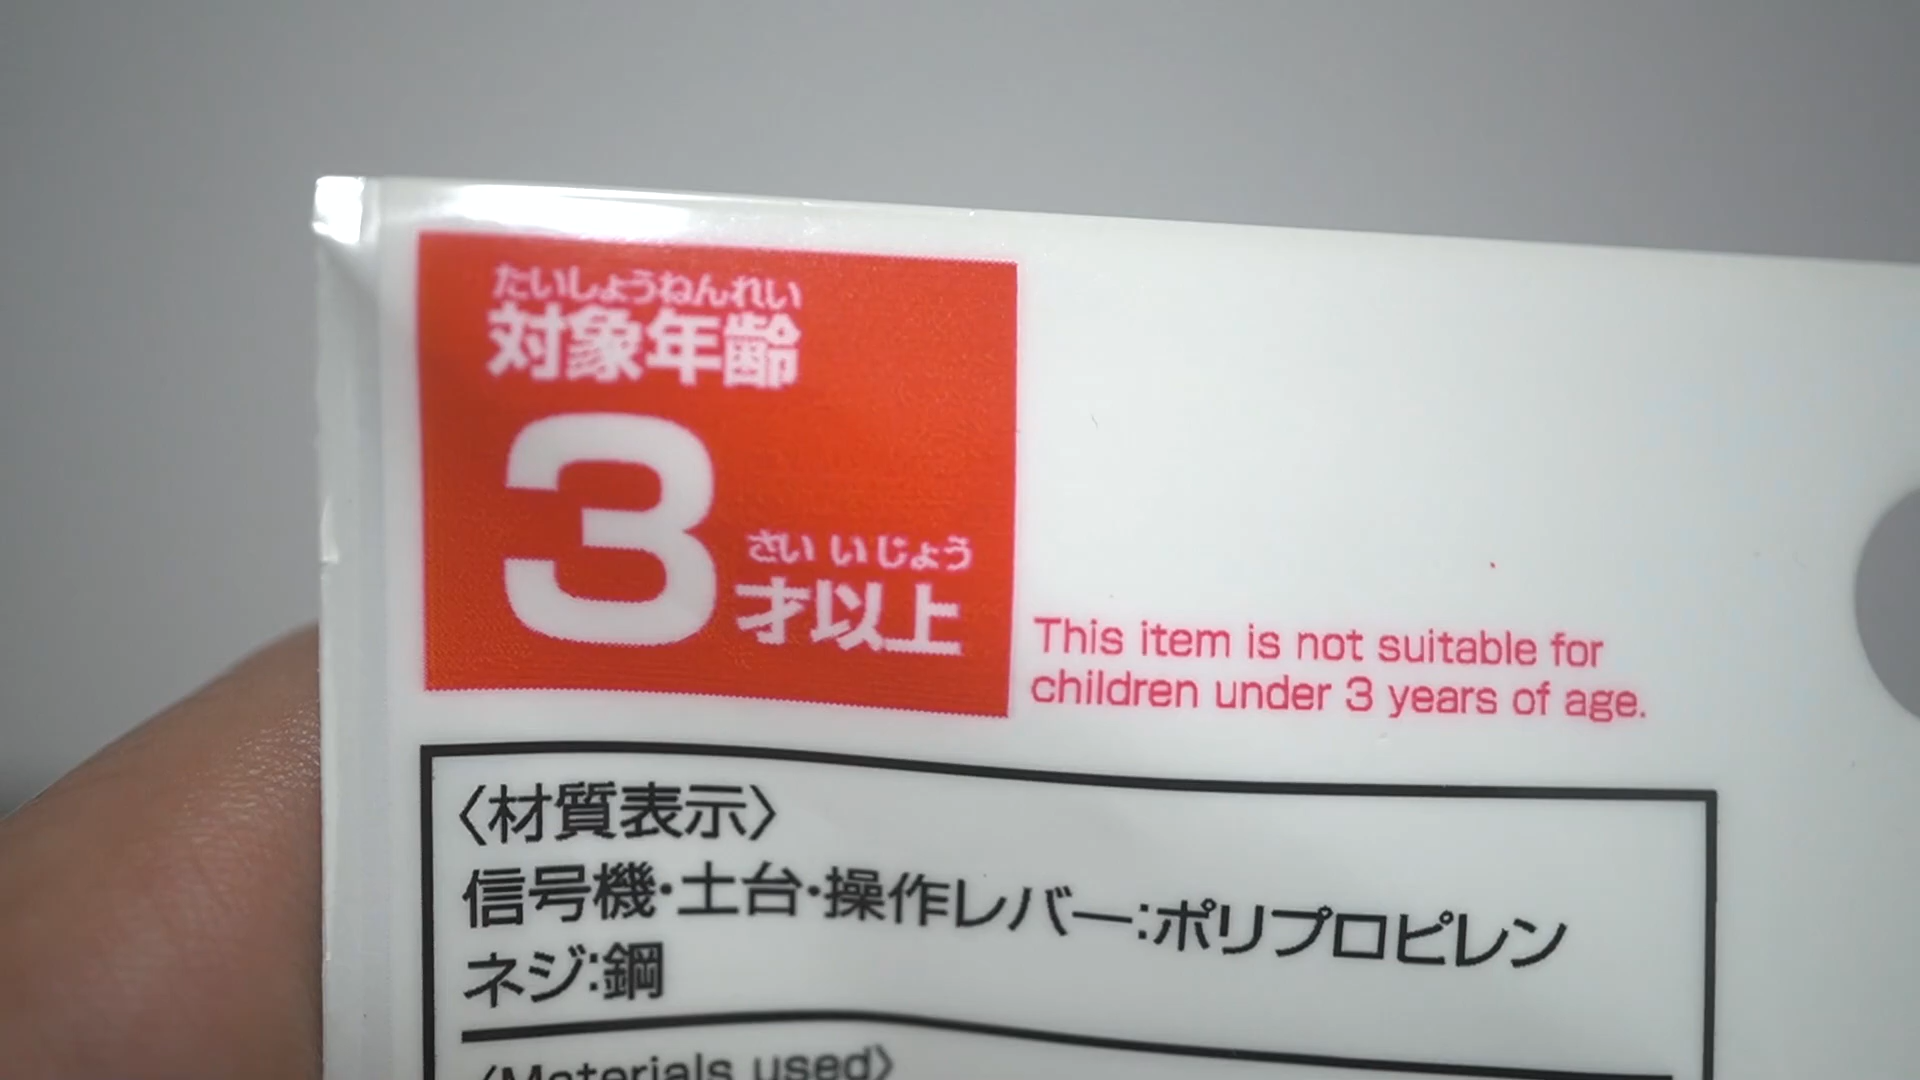 たいしょうねんれい
対象年齢
3
さい いじょう
才以上
This item is not suitable for
children under 3 years of age.
〈材質表示〉
信号機・土台・操作レバー:ポリプロピレン
ネジ:鋼
〈Materials used〉